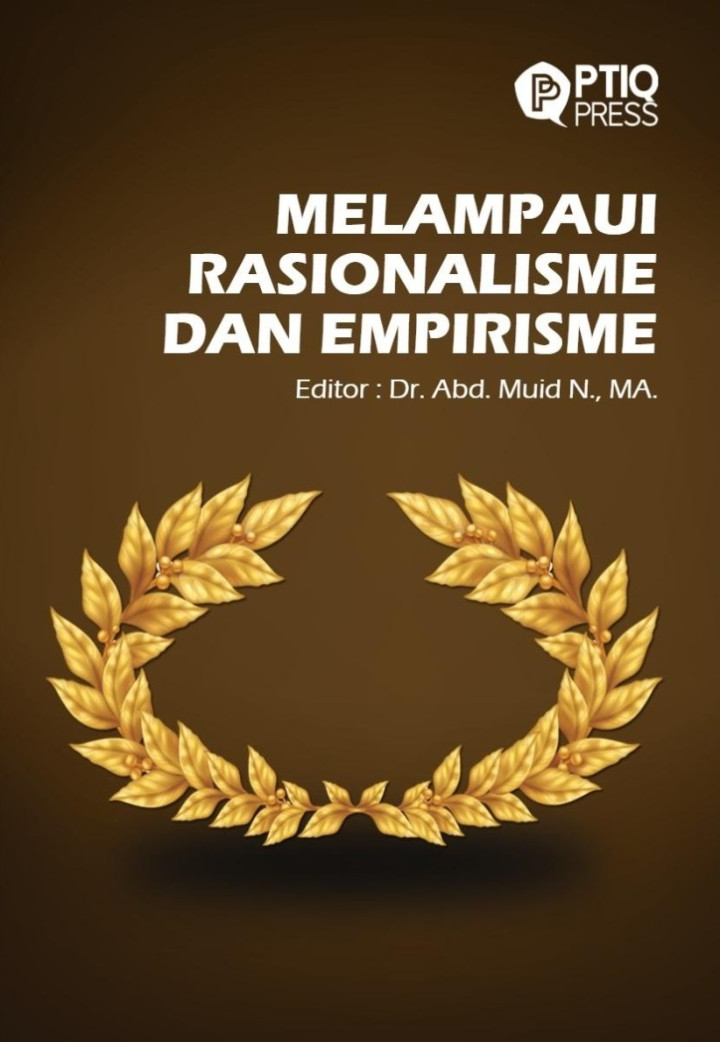 PTIQ
PRESS
MELAMPAUI
RASIONALISME
DAN EMPIRISME
Editor : Dr. Abd. Muid N., MA.